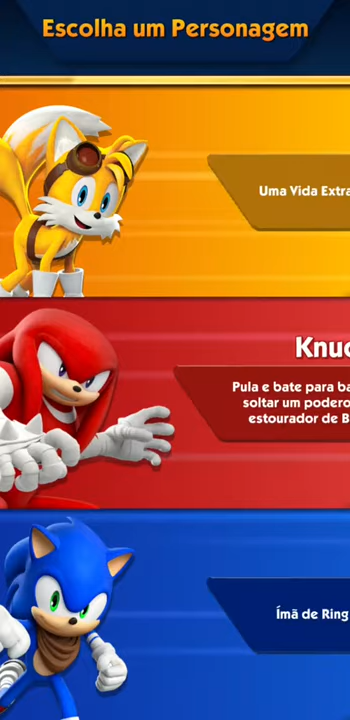 Escolha um Personagem
Uma Vida Extra
Knuc
Pula e bate para ba
soltar um podero
estourador de B
Ímã de Ring